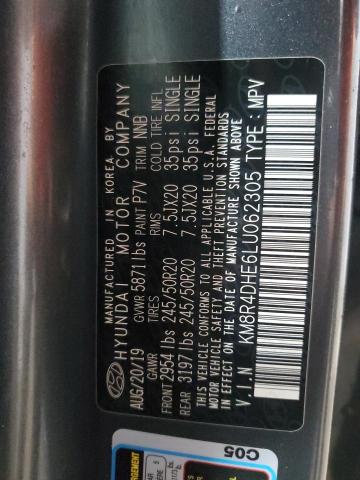 MANUFACTURED IN KOREA BY
HYUNDAI MOTOR COMPANY
AUG/20/19 GVWR 5871 lbs PAINT P7V TRIM NNB
GAWR TIRES RIMS COLD TIRE INFL.
FRONT 2954 lbs 245/50R20 7.5JX20 35psi SINGLE
REAR 3197 lbs 245/50R20 7.5JX20 35psi SINGLE
THIS VEHICLE CONFORMS TO ALL APPLICABLE U.S.A. FEDERAL
MOTOR VEHICLE SAFETY AND BUMPER AND THEFT PREVENTION STANDARDS
IN EFFECT ON THE DATE OF MANUFACTURE SHOWN ABOVE
V.I.N : KM8R4DHE6LU062305 TYPE : MPV
C05